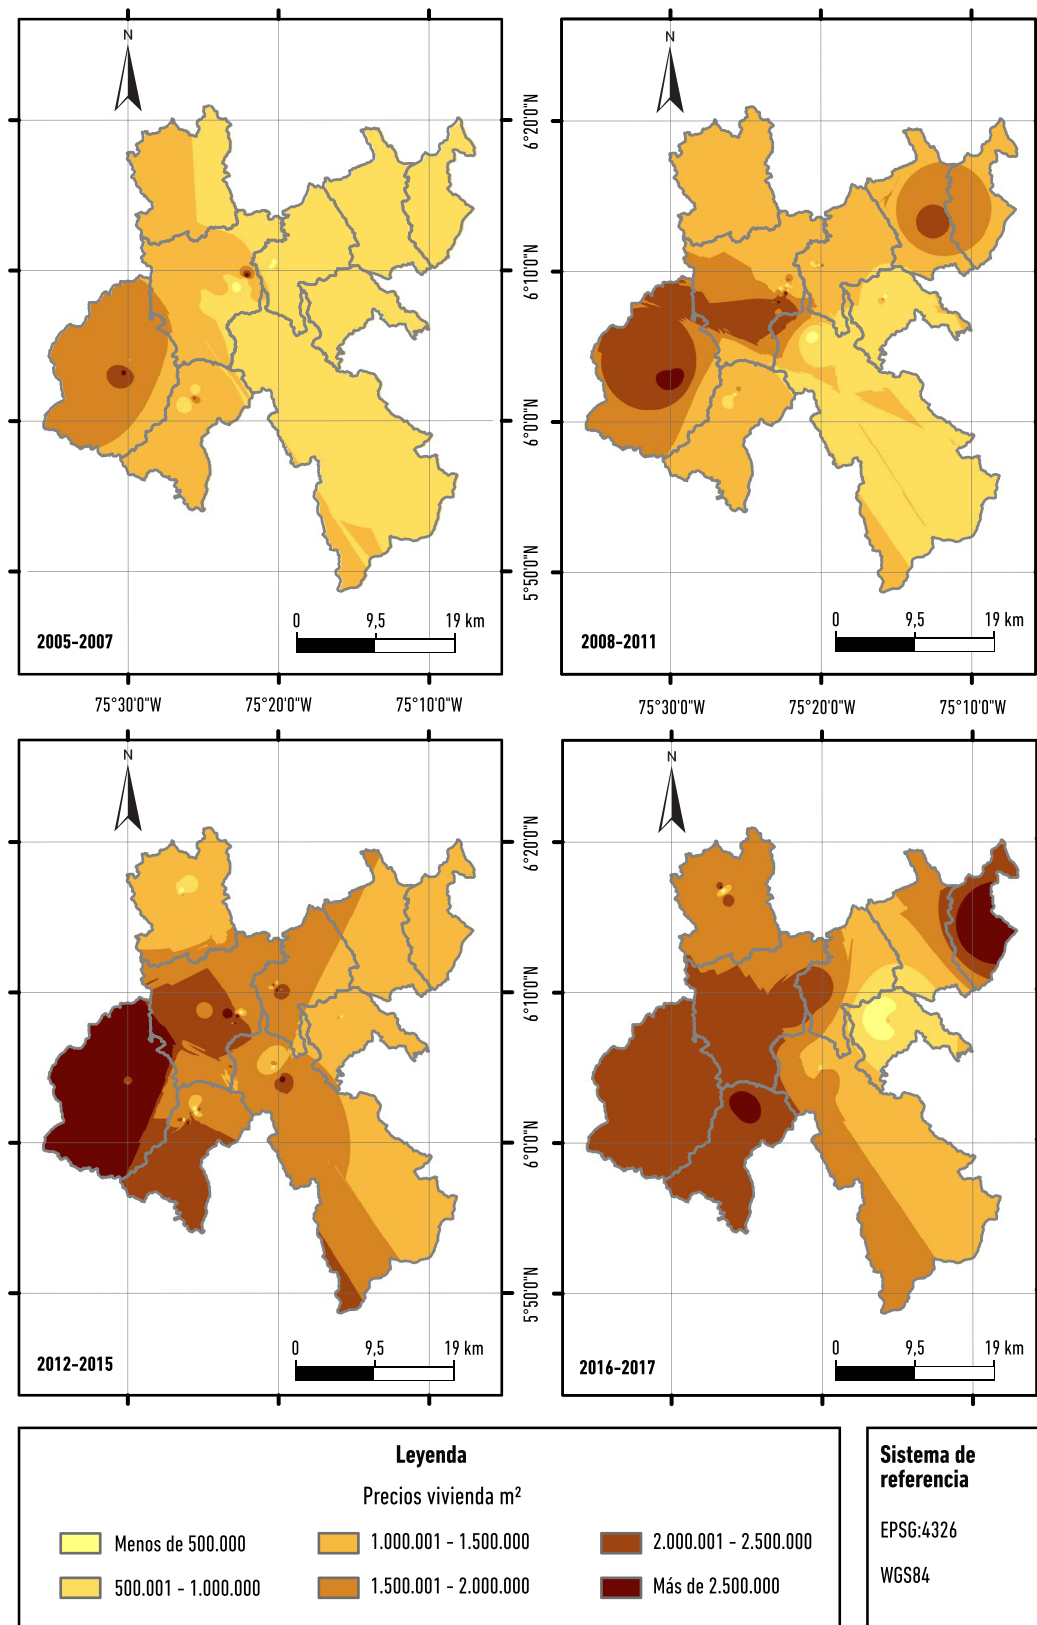 N
N
6°20'0"N
6°10'0"N
6°0'0"N
5°50'0"N
0 9,5 19 km
2005-2007
0 9,5 19 km
2008-2011
75°30'0"W 75°20'0"W 75°10'0"W
75°30'0"W 75°20'0"W 75°10'0"W
N
N
6°20'0"N
6°10'0"N
6°0'0"N
5°50'0"N
0 9,5 19 km
2012-2015
0 9,5 19 km
2016-2017
Leyenda
Precios vivienda m²
Menos de 500.000
1.000.001 - 1.500.000
2.000.001 - 2.500.000
500.001 - 1.000.000
1.500.001 - 2.000.000
Más de 2.500.000
Sistema de
referencia
EPSG:4326
WGS84